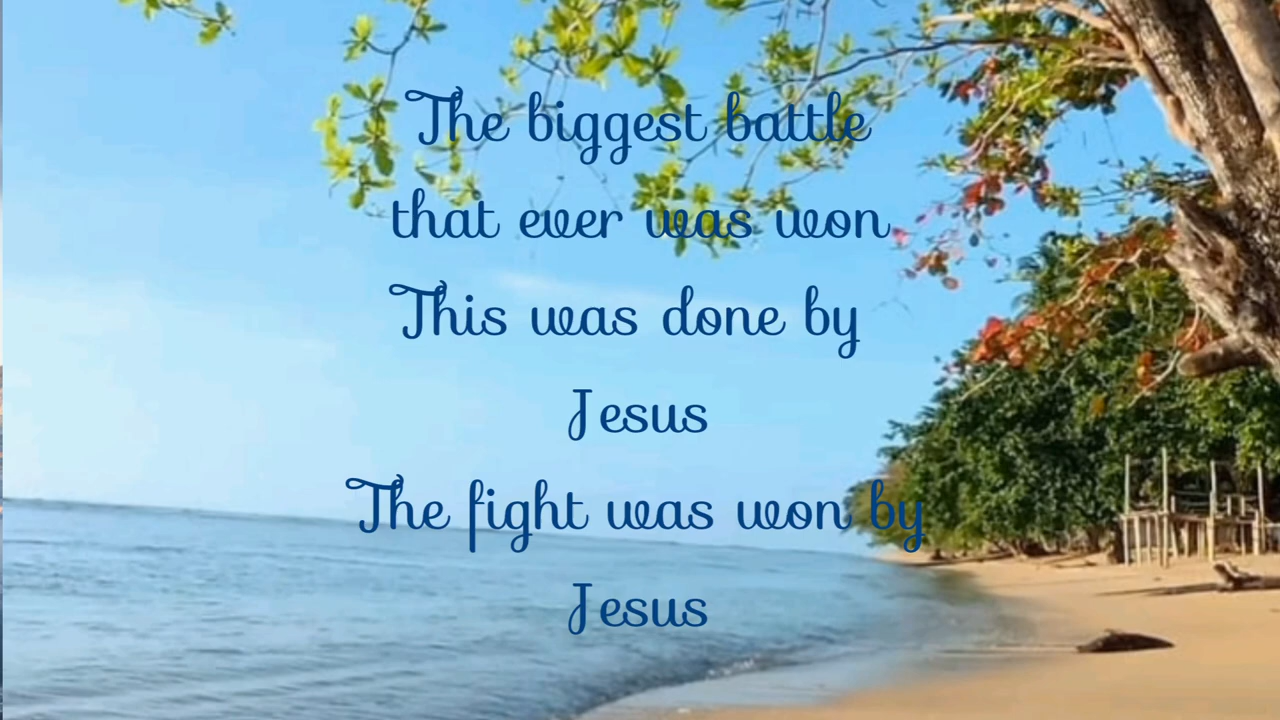 The biggest battle
that ever was won
This was done by
Jesus
The fight was won by
Jesus